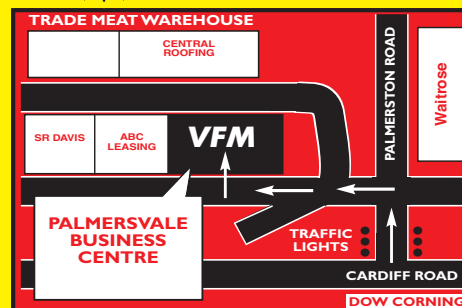 TRADE MEAT WAREHOUSE
CENTRAL
ROOFING
PALMERSTON ROAD
Waitrose
SR DAVIS
ABC
LEASING
VFM
PALMERSVALE
BUSINESS
CENTRE
TRAFFIC
LIGHTS
CARDIFF ROAD
DOW CORNING